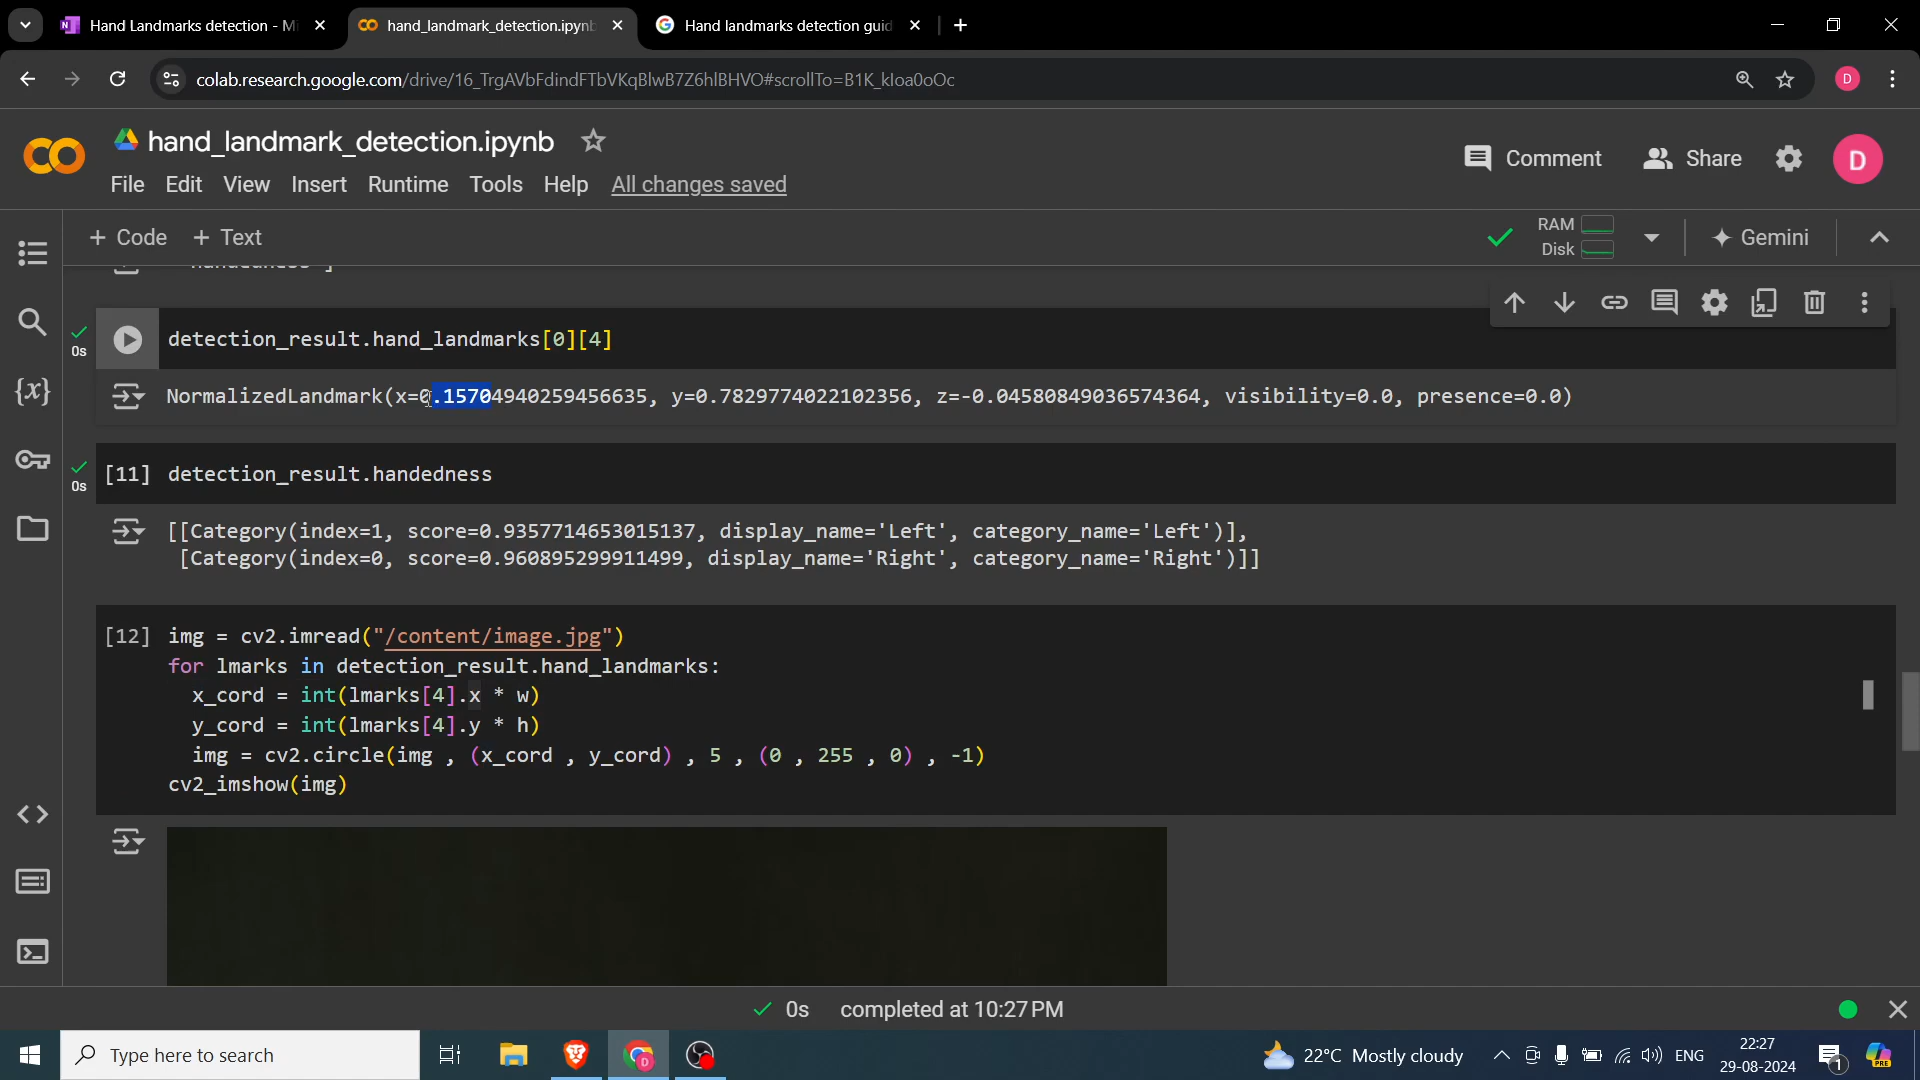 Hand Landmarks detection - Mi
hand_landmark_detection.ipynb
Hand landmarks detection guid
colab.research.google.com/drive/16_TrgAVbFdindFTbVKqBlwB7Z6hlBHVO#scrollTo=B1K_kIoa0oOc
D
hand_landmark_detection.ipynb
Comment
Share
D
File Edit View Insert Runtime Tools Help All changes saved
+ Code + Text
RAM
Disk
Gemini
0s
detection_result.hand_landmarks[0][4]
NormalizedLandmark(x=0.15704940259456635, y=0.7829774022102356, z=-0.04580849036574364, visibility=0.0, presence=0.0)
0s
[11] detection_result.handedness
[[Category(index=1, score=0.9357714653015137, display_name='Left', category_name='Left')],
[Category(index=0, score=0.960895299911499, display_name='Right', category_name='Right')]]
[12] img = cv2.imread("/content/image.jpg")
for lmarks in detection_result.hand_landmarks:
x_cord = int(lmarks[4].x * w)
y_cord = int(lmarks[4].y * h)
img = cv2.circle(img , (x_cord , y_cord) , 5 , (0 , 255 , 0) , -1)
cv2_imshow(img)
0s completed at 10:27 PM
Type here to search
D
22°C Mostly cloudy
ENG
22:27
29-08-2024
1
PRE